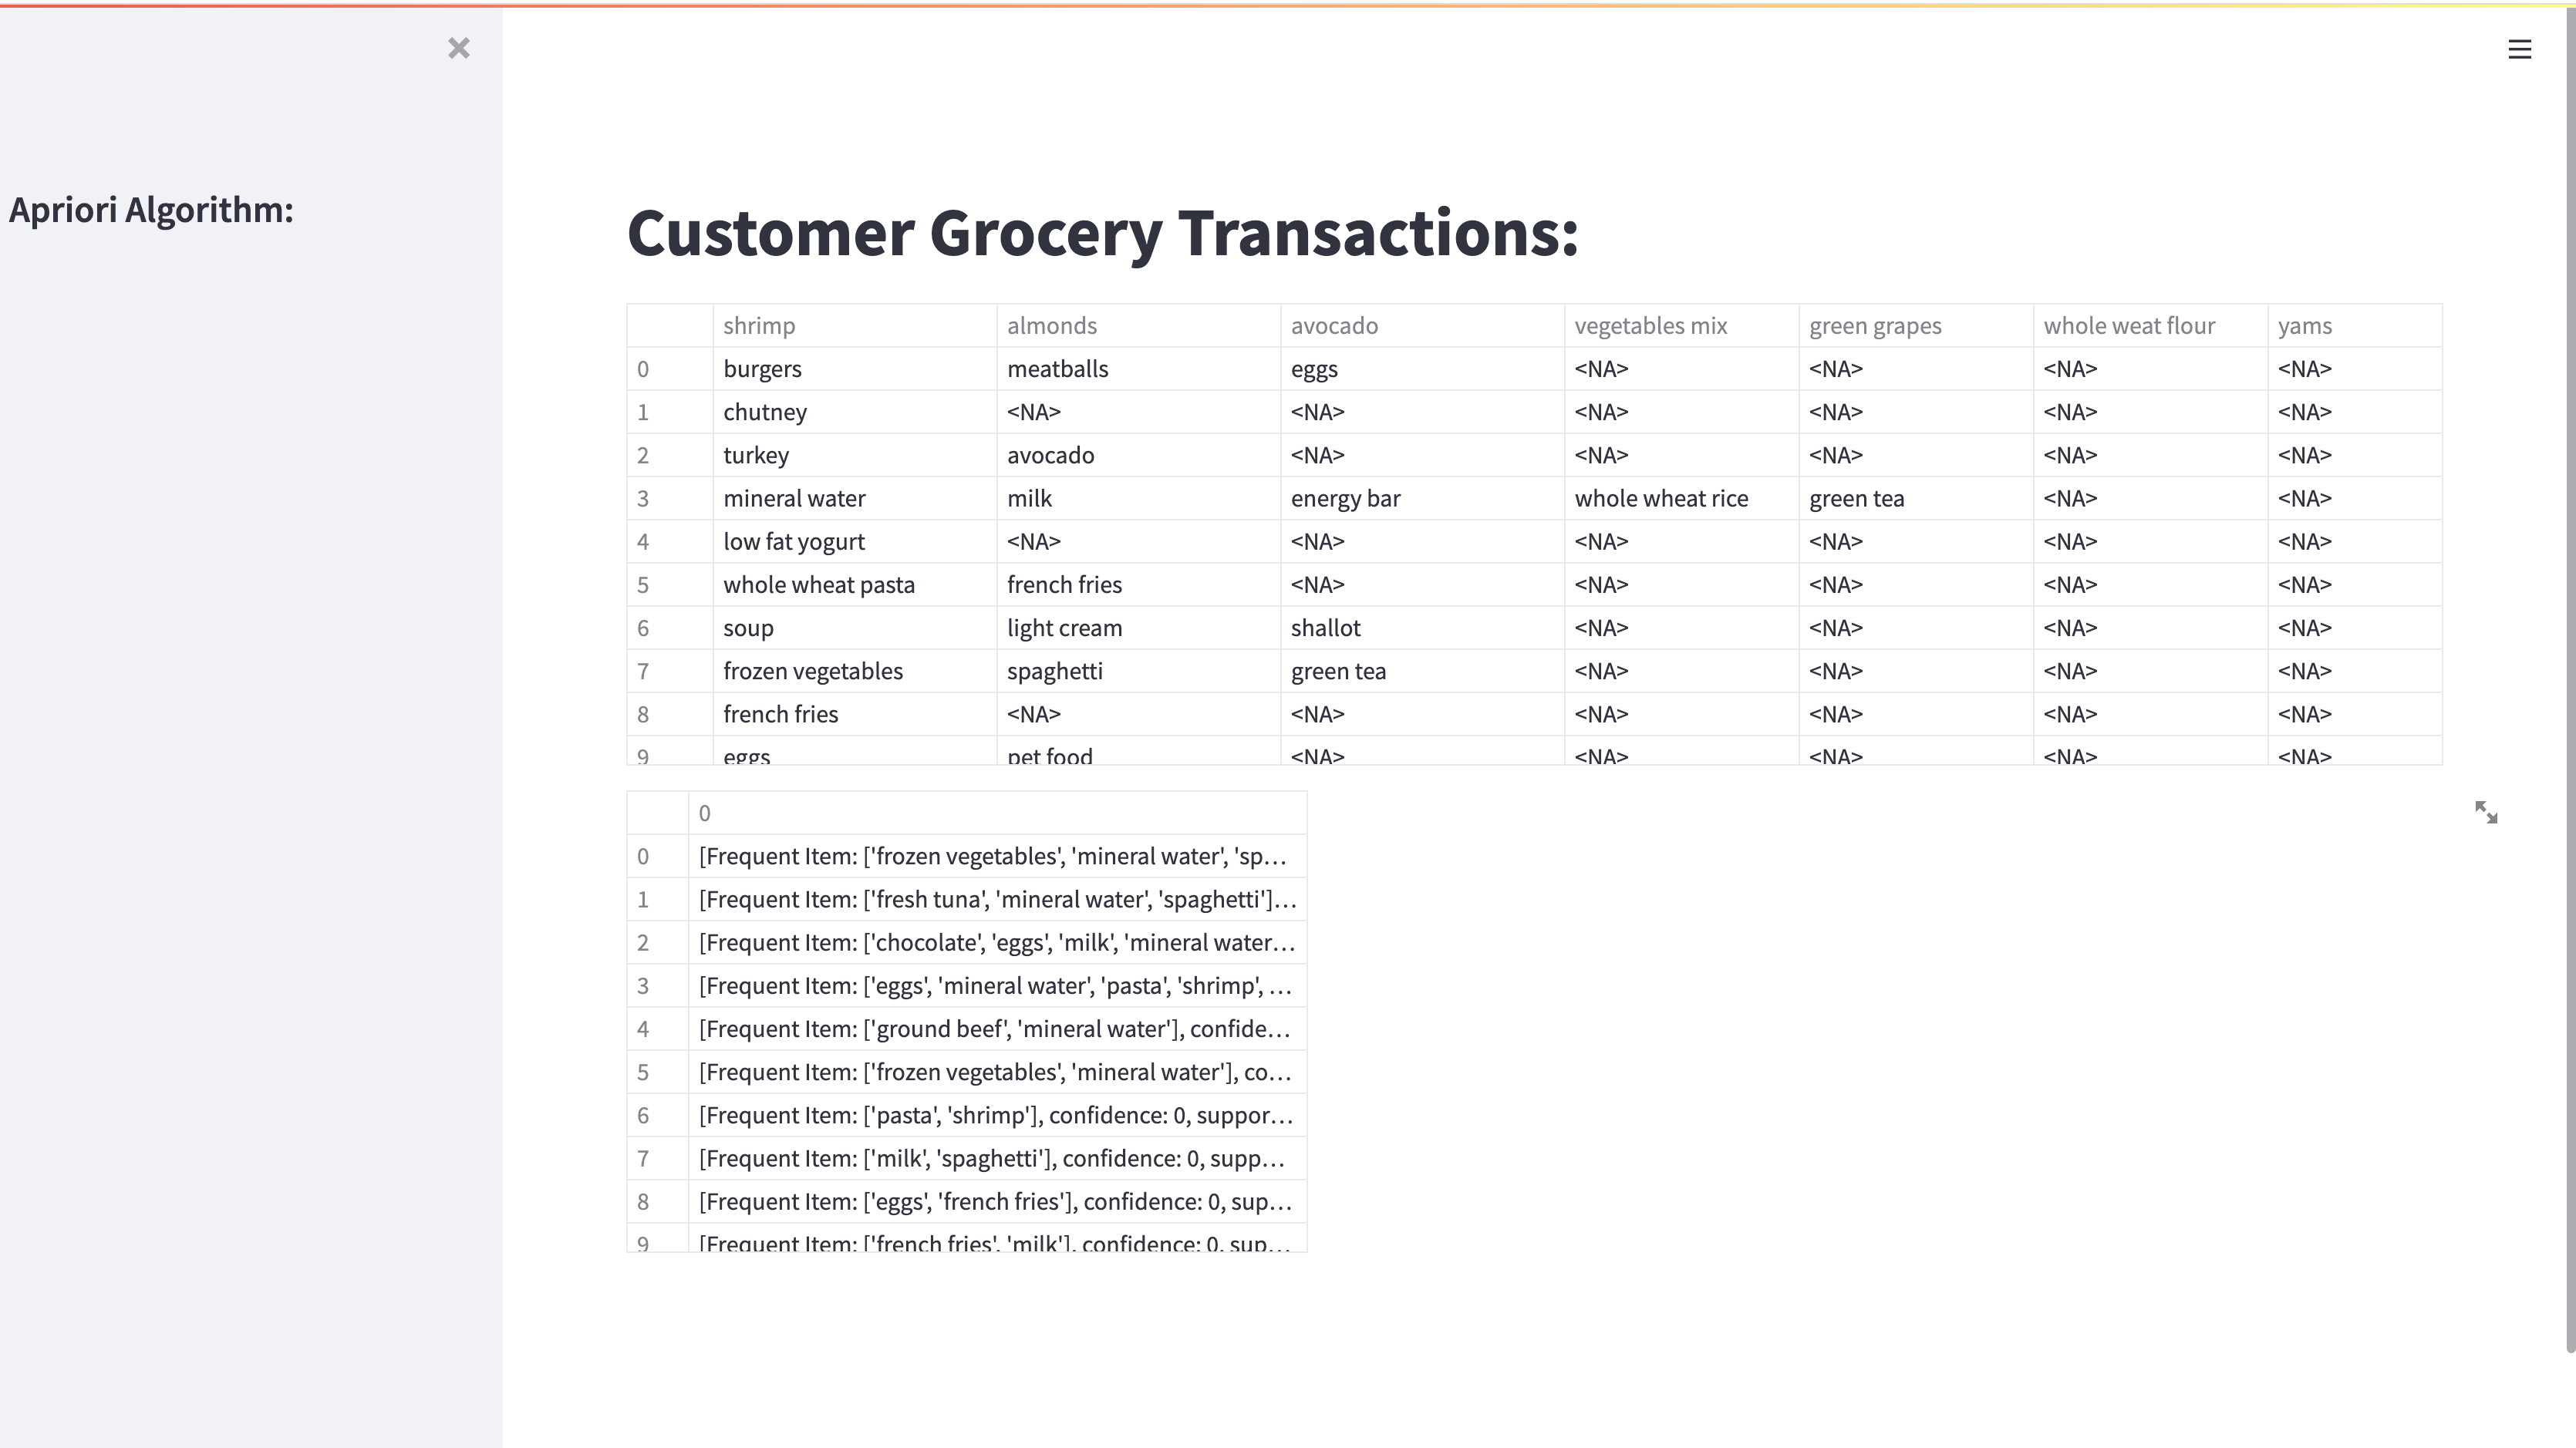 Apriori Algorithm:
Customer Grocery Transactions:
shrimp almonds avocado vegetables mix green grapes whole weat flour yams
0 burgers meatballs eggs <NA> <NA> <NA> <NA>
1 chutney <NA> <NA> <NA> <NA> <NA> <NA>
2 turkey avocado <NA> <NA> <NA> <NA> <NA>
3 mineral water milk energy bar whole wheat rice green tea <NA> <NA>
4 low fat yogurt <NA> <NA> <NA> <NA> <NA> <NA>
5 whole wheat pasta french fries <NA> <NA> <NA> <NA> <NA>
6 soup light cream shallot <NA> <NA> <NA> <NA>
7 frozen vegetables spaghetti green tea <NA> <NA> <NA> <NA>
8 french fries <NA> <NA> <NA> <NA> <NA> <NA>
9 eggs pet food <NA> <NA> <NA> <NA> <NA>
0
0 [Frequent Item: ['frozen vegetables', 'mineral water', 'sp…
1 [Frequent Item: ['fresh tuna', 'mineral water', 'spaghetti']…
2 [Frequent Item: ['chocolate', 'eggs', 'milk', 'mineral water…
3 [Frequent Item: ['eggs', 'mineral water', 'pasta', 'shrimp', …
4 [Frequent Item: ['ground beef', 'mineral water'], confide…
5 [Frequent Item: ['frozen vegetables', 'mineral water'], co…
6 [Frequent Item: ['pasta', 'shrimp'], confidence: 0, suppor…
7 [Frequent Item: ['milk', 'spaghetti'], confidence: 0, supp…
8 [Frequent Item: ['eggs', 'french fries'], confidence: 0, sup…
9 [Frequent Item: ['french fries', 'milk'], confidence: 0, sup…